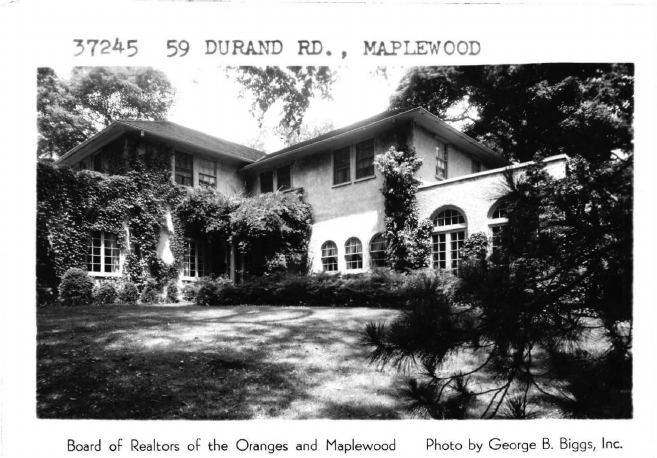 37245 59 DURAND RD., MAPLEWOOD
Board of Realtors of the Oranges and Maplewood Photo by George B. Biggs, Inc.